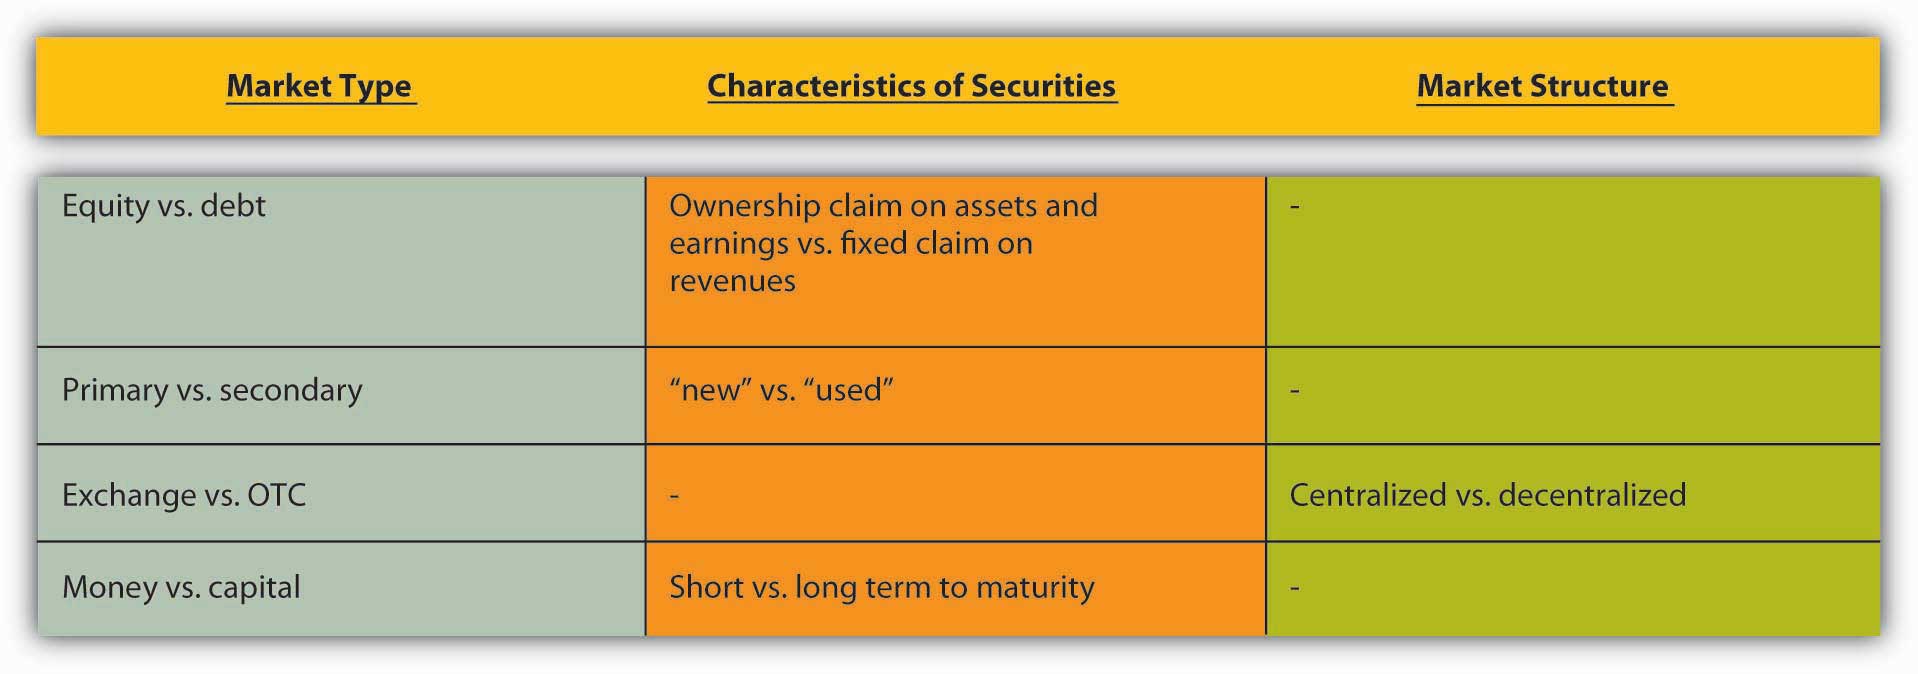 Market Type
Characteristics of Securities
Market Structure
Equity vs. debt
Ownership claim on assets and
earnings vs. fixed claim on
revenues
-
Primary vs. secondary
“new” vs. “used”
-
Exchange vs. OTC
-
Centralized vs. decentralized
Money vs. capital
Short vs. long term to maturity
-